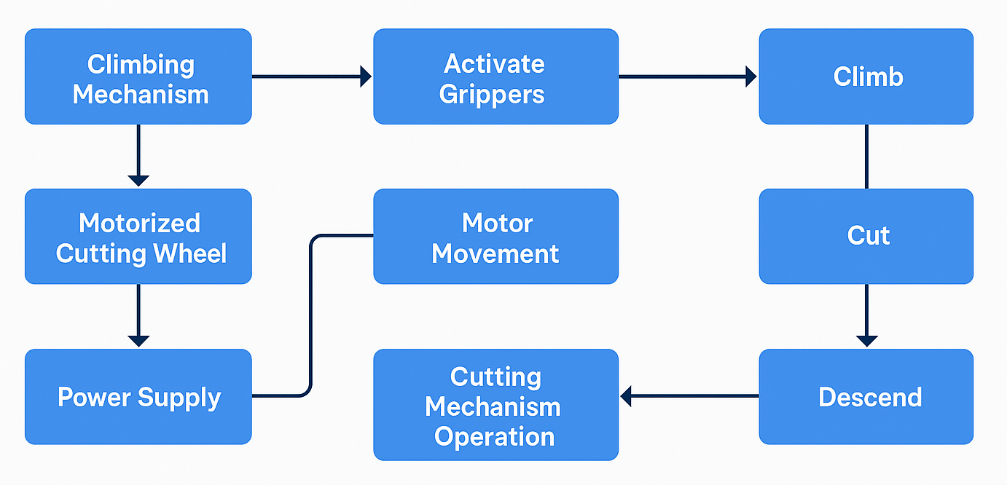 Climbing
Mechanism
Activate
Grippers
Climb
Motorized
Cutting Wheel
Motor
Movement
Cut
Power Supply
Cutting
Mechanism
Operation
Descend